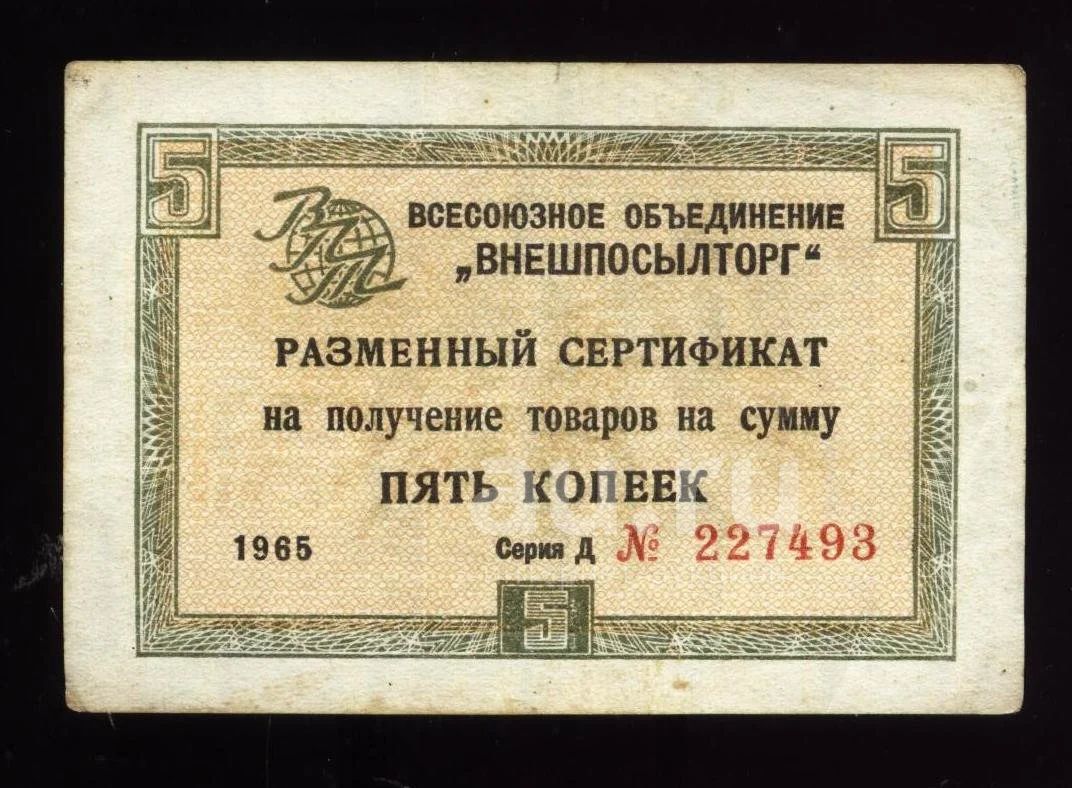 5 5
ВПТ
ВСЕСОЮЗНОЕ ОБЪЕДИНЕНИЕ
„ВНЕШПОСЫЛТОРГ“
РАЗМЕННЫЙ СЕРТИФИКАТ
на получение товаров на сумму
ПЯТЬ КОПЕЕК
1965 Серия Д № 227493
5